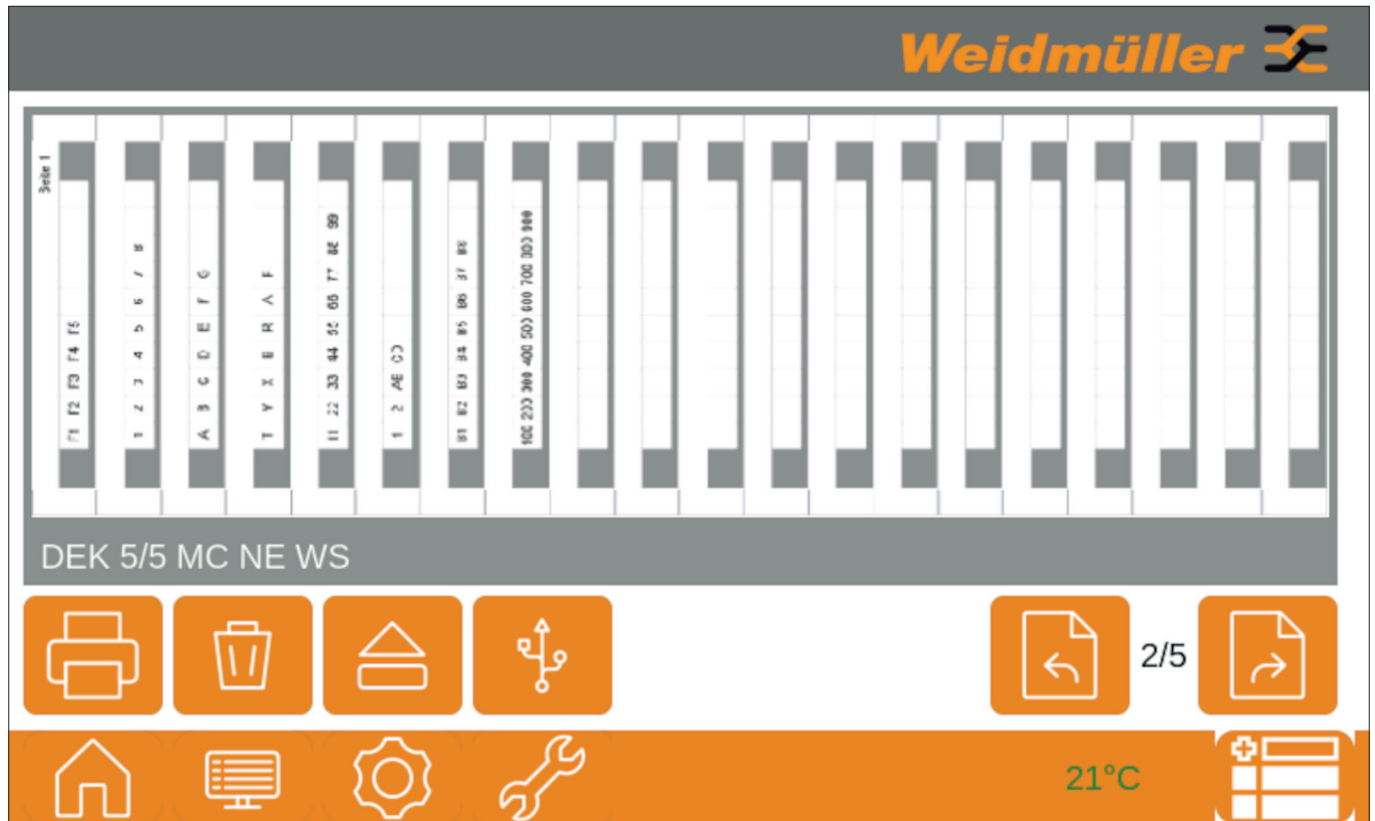 Weidmüller
Seite 1
F1 F2 F3 F4 F5
1 2 3 4 5 6 7 8
A B C D E F G
T Y X B R A F
11 22 33 44 55 66 77 88 99
1 2 AB CD
B1 B2 B3 B4 B5 B6 B7 B8
100 200 300 400 500 600 700 800 900
DEK 5/5 MC NE WS
2/5
21°C